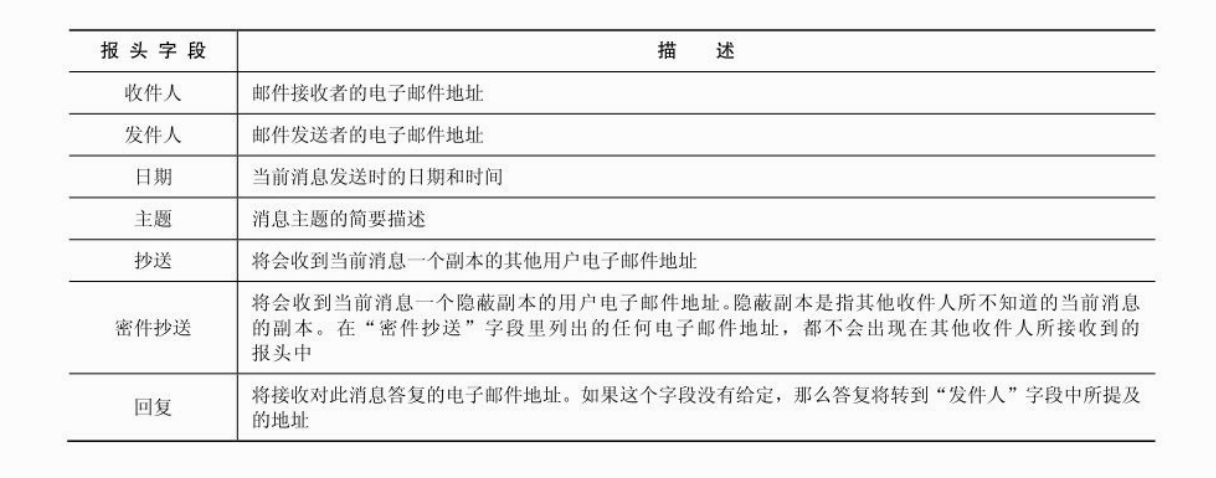 报头字段 描述
收件人 邮件接收者的电子邮件地址
发件人 邮件发送者的电子邮件地址
日期 当前消息发送时的日期和时间
主题 消息主题的简要描述
抄送 将会收到当前消息一个副本的其他用户电子邮件地址
密件抄送 将会收到当前消息一个隐蔽副本的用户电子邮件地址。隐蔽副本是指其他收件人所不知道的当前消息
的副本。在“密件抄送”字段里列出的任何电子邮件地址，都不会出现在其他收件人所接收到的
报头中
回复 将接收对此消息答复的电子邮件地址。如果这个字段没有给定，那么答复将转到“发件人”字段中所提及
的地址